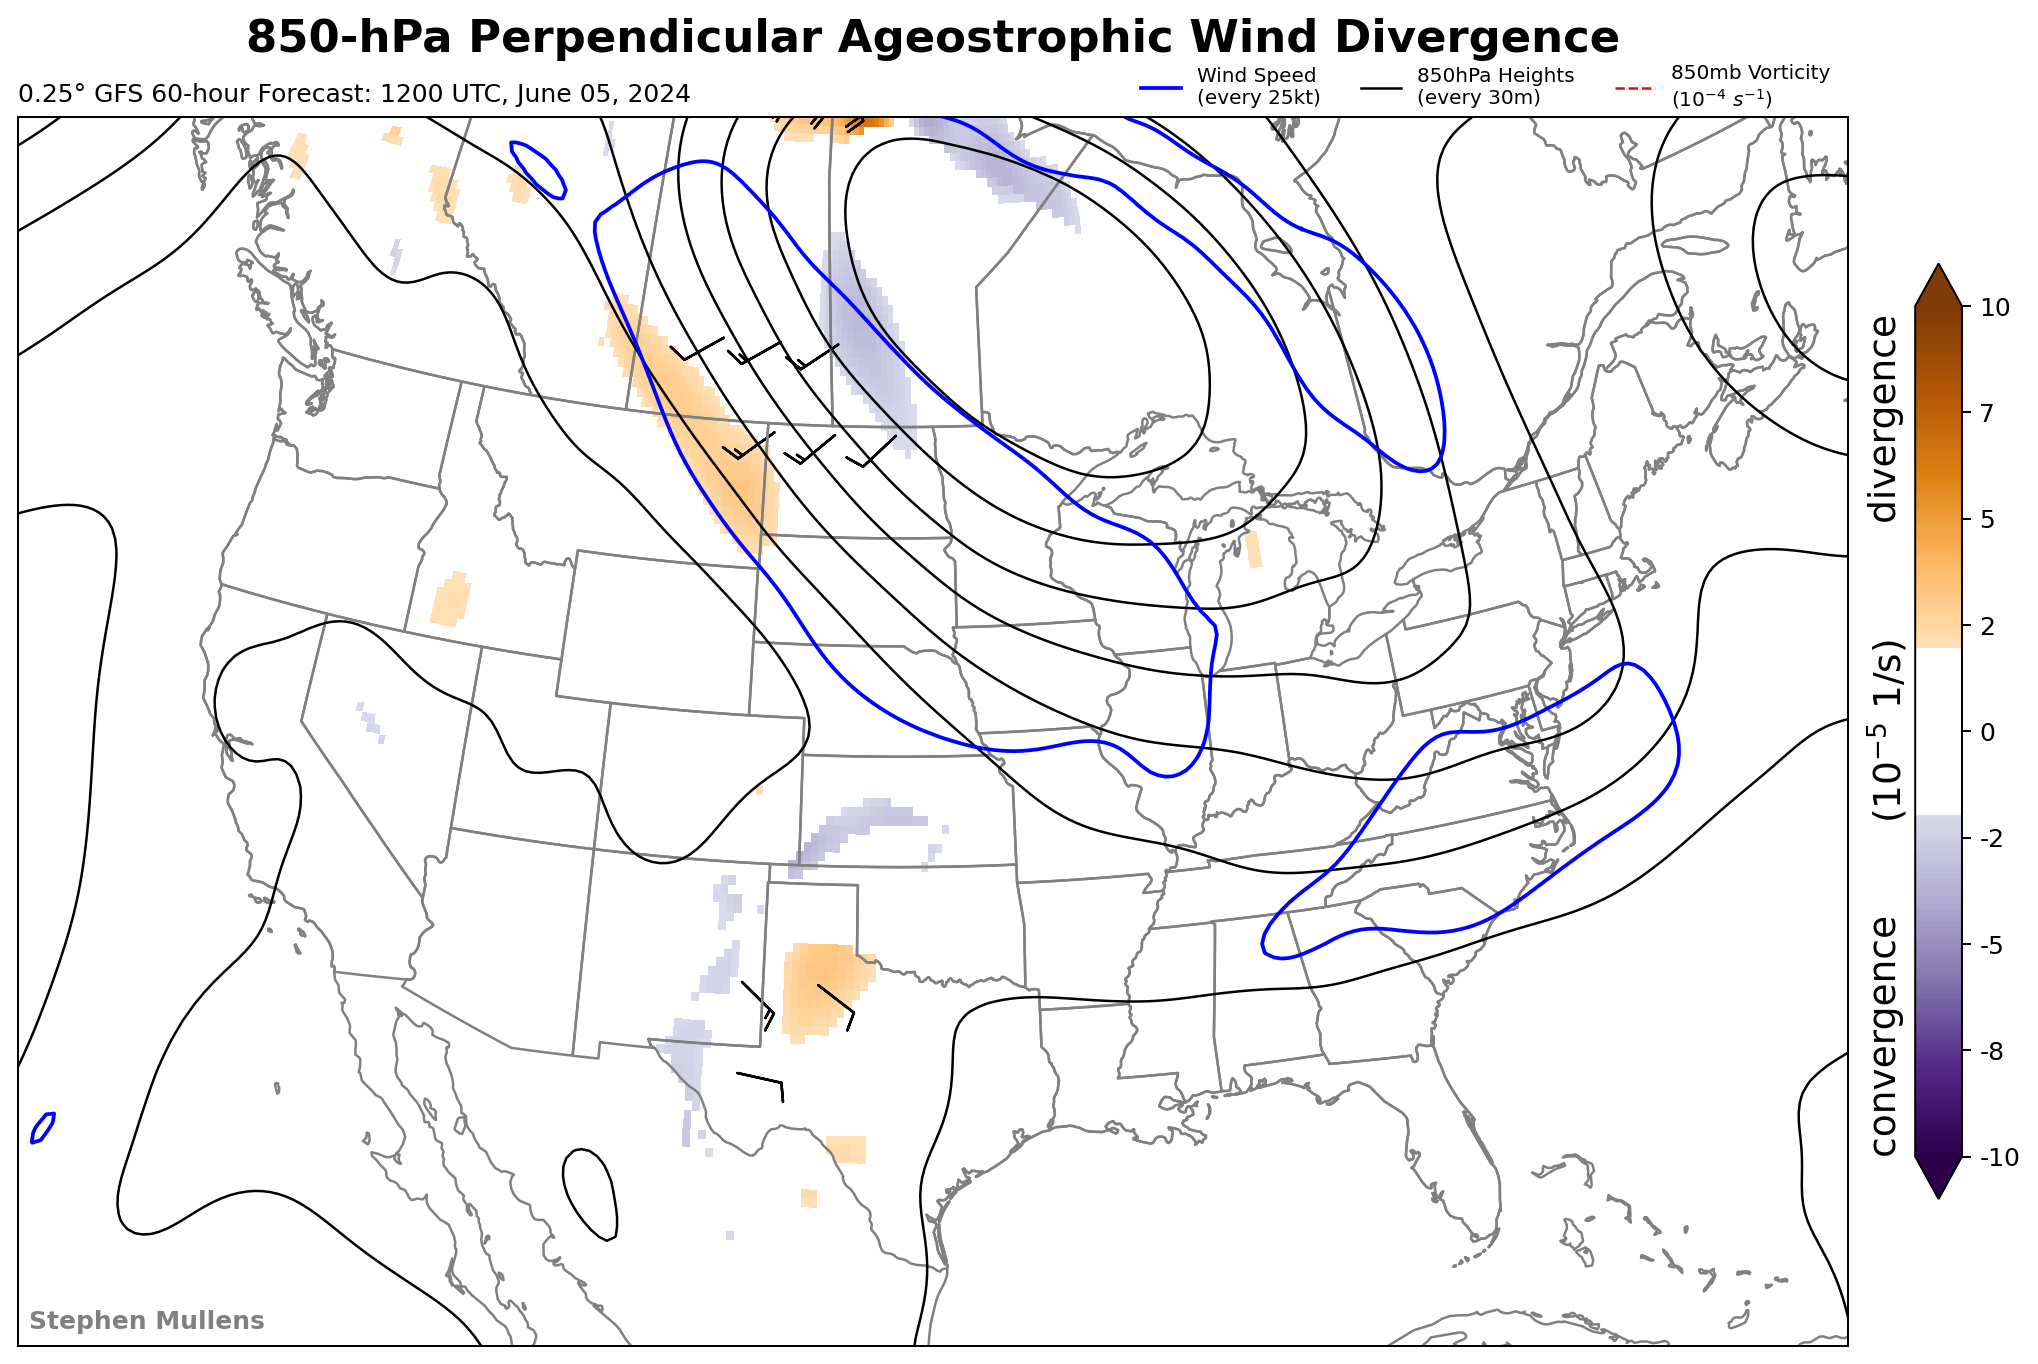 850-hPa Perpendicular Ageostrophic Wind Divergence
0.25° GFS 60-hour Forecast: 1200 UTC, June 05, 2024
Wind Speed
(every 25kt)
850hPa Heights
(every 30m)
850mb Vorticity
(10⁻⁴ s⁻¹)
10
7
5
2
0
-2
-5
-8
-10
convergence (10⁻⁵ 1/s) divergence
Stephen Mullens